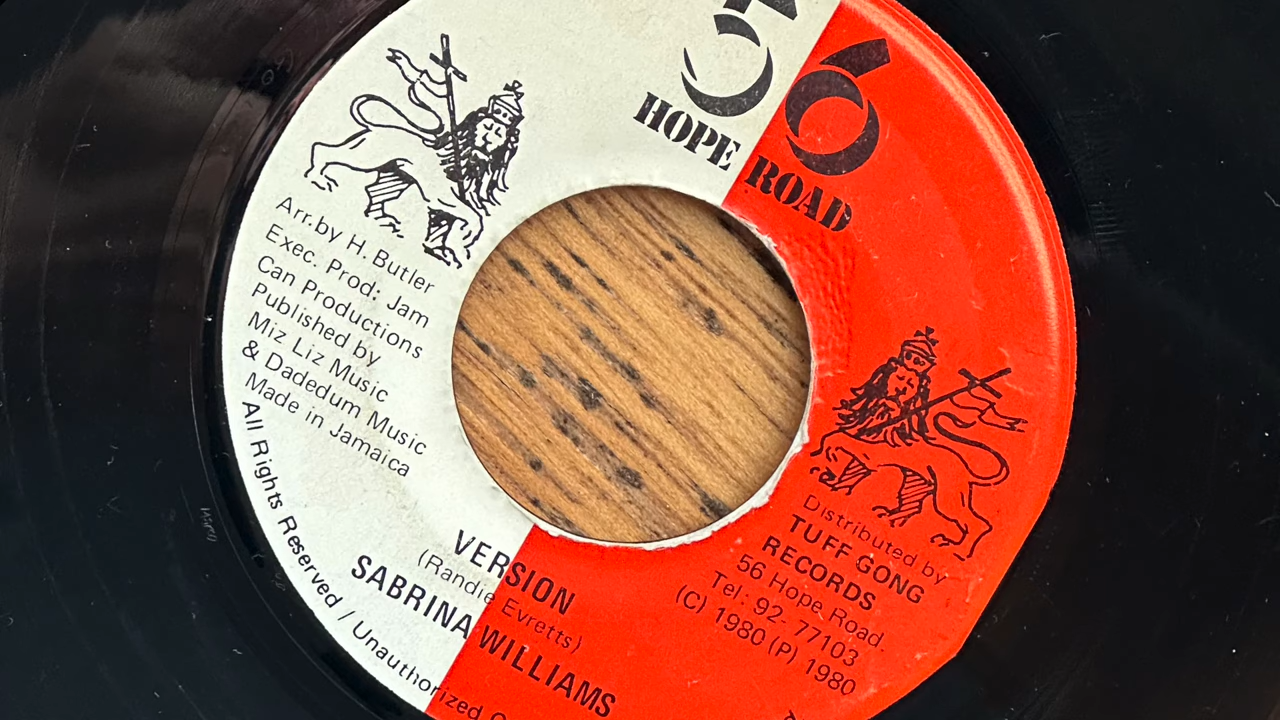 56
HOPE ROAD
Arr. by H. Butler
Exec. Prod: Jam
Can Productions
Published by
Miz Liz Music
& Dadedum Music
Made in Jamaica
Distributed by
TUFF GONG
RECORDS
56 Hope Road.
Tel: 92- 77103
(C) 1980 (P) 1980
VERSION
(Randie Evretts)
SABRINA WILLIAMS
All Rights Reserved / Unauthorized